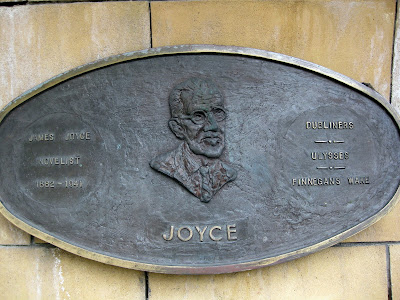 JAMES JOYCE
NOVELIST
1882 - 1941
DUBLINERS
ULYSSES
FINNEGANS WAKE
JOYCE